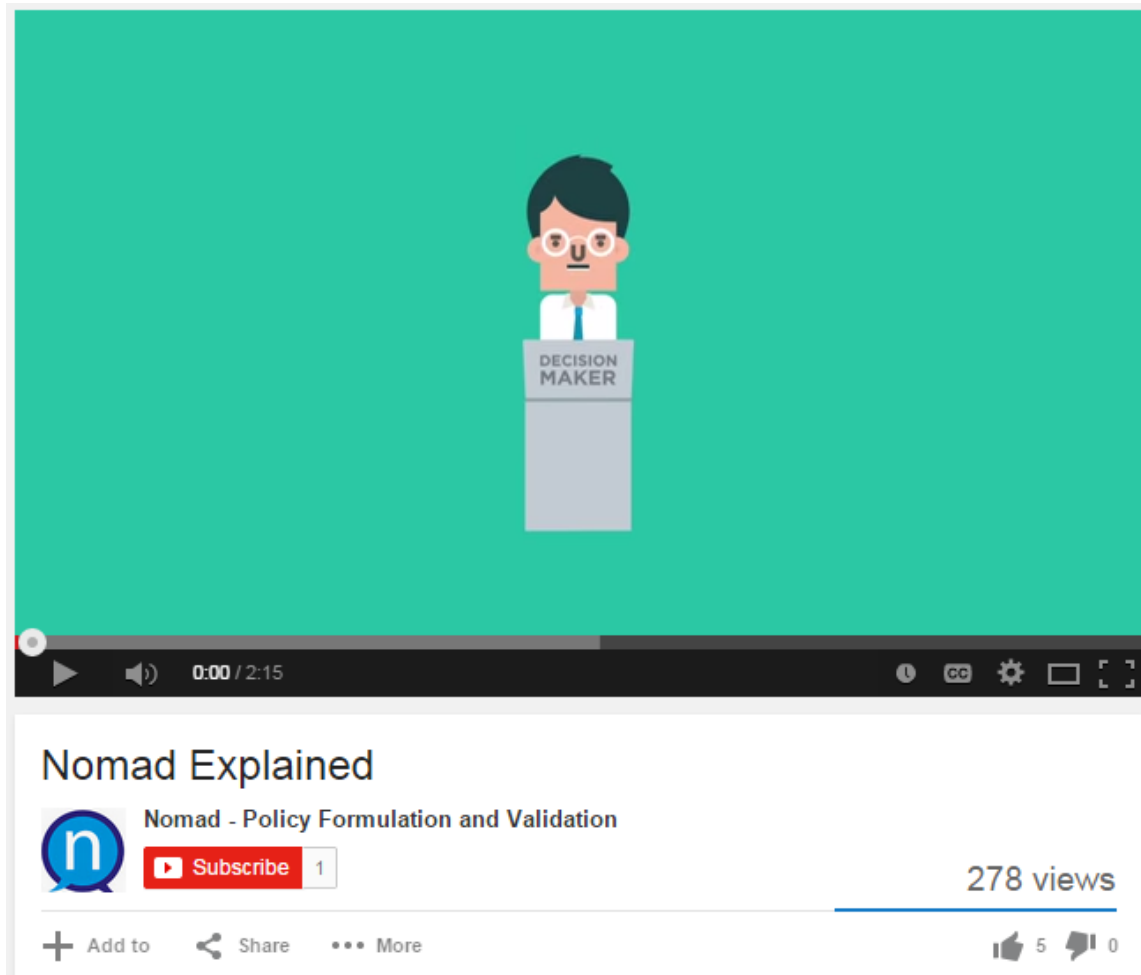 DECISION
MAKER
0:00 / 2:15
CC
Nomad Explained
n
Nomad - Policy Formulation and Validation
Subscribe 1
278 views
Add to Share More
5 0